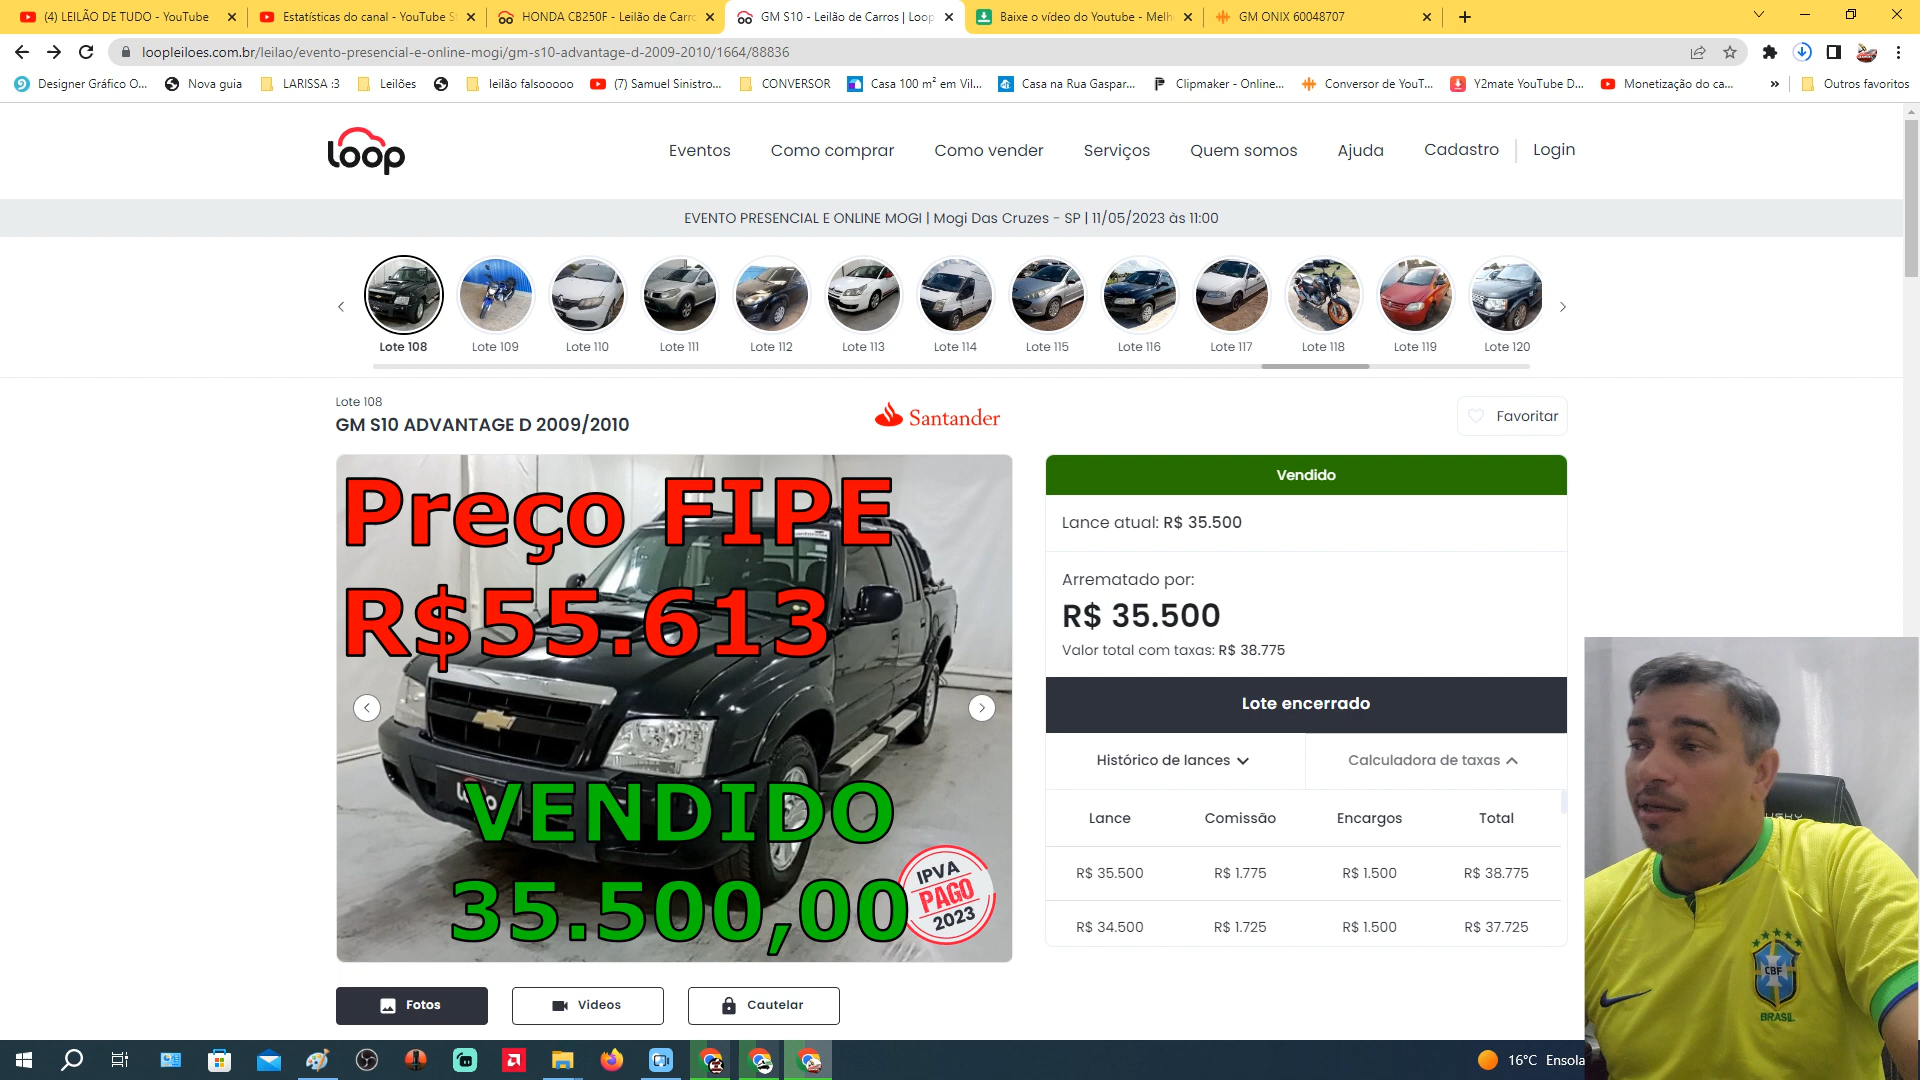 (4) LEILÃO DE TUDO - YouTube
Estatísticas do canal - YouTube S
HONDA CB250F - Leilão de Carro
GM S10 - Leilão de Carros | Loop
Baixe o vídeo do Youtube - Melh
GM ONIX 60048707
loopleiloes.com.br/leilao/evento-presencial-e-online-mogi/gm-s10-advantage-d-2009-2010/1664/88836
Designer Gráfico O...
Nova guia
LARISSA :3
Leilões
leilão falsooooo
(7) Samuel Sinistro...
CONVERSOR
Casa 100 m² em Vil...
Casa na Rua Gaspar...
Clipmaker - Online...
Conversor de YouT...
Y2mate YouTube D...
Monetização do ca...
»
Outros favoritos
loop
Eventos
Como comprar
Como vender
Serviços
Quem somos
Ajuda
Cadastro
Login
EVENTO PRESENCIAL E ONLINE MOGI | Mogi Das Cruzes - SP | 11/05/2023 às 11:00
Lote 108
Lote 109
Lote 110
Lote 111
Lote 112
Lote 113
Lote 114
Lote 115
Lote 116
Lote 117
Lote 118
Lote 119
Lote 120
Lote 108
GM S10 ADVANTAGE D 2009/2010
Santander
Favoritar
Preço FIPE
R$55.613
loop
VENDIDO
35.500,00
IPVA
PAGO
2023
Vendido
Lance atual: R$ 35.500
Arrematado por:
R$ 35.500
Valor total com taxas: R$ 38.775
Lote encerrado
Histórico de lances
Calculadora de taxas
Lance Comissão Encargos Total
R$ 35.500 R$ 1.775 R$ 1.500 R$ 38.775
R$ 34.500 R$ 1.725 R$ 1.500 R$ 37.725
Fotos
Videos
Cautelar
CBF
BRASIL
16°C Ensola